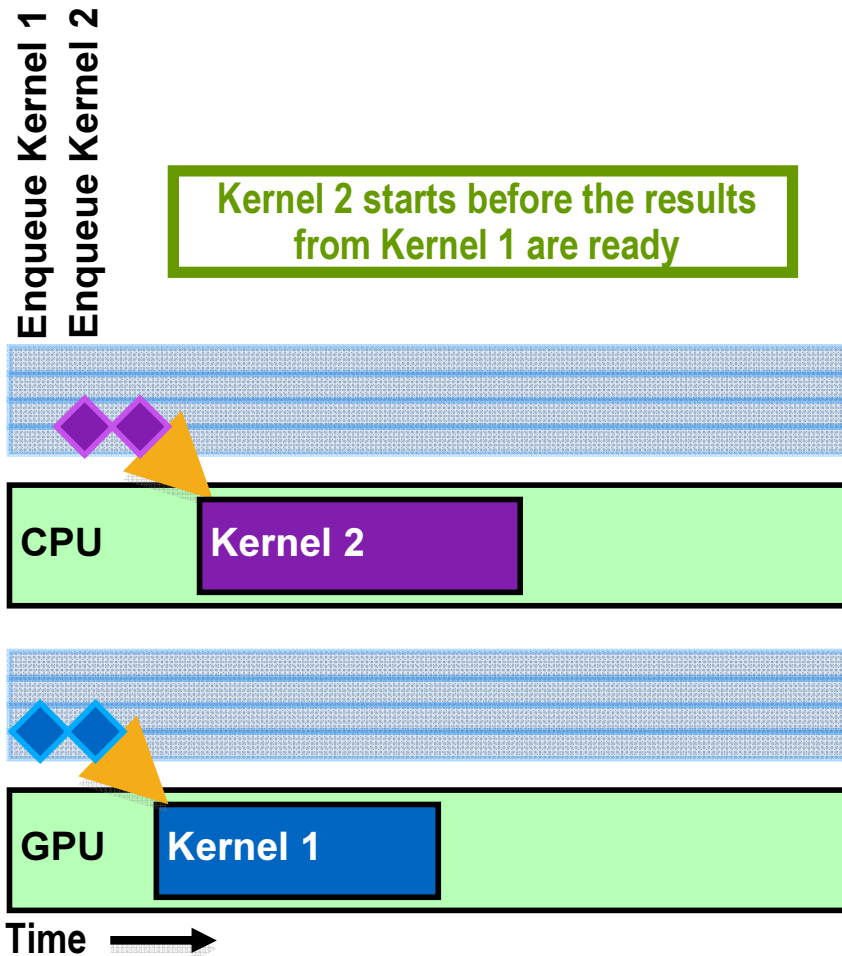 Enqueue Kernel 1
Enqueue Kernel 2
Kernel 2 starts before the results
from Kernel 1 are ready
CPU
Kernel 2
GPU
Kernel 1
Time